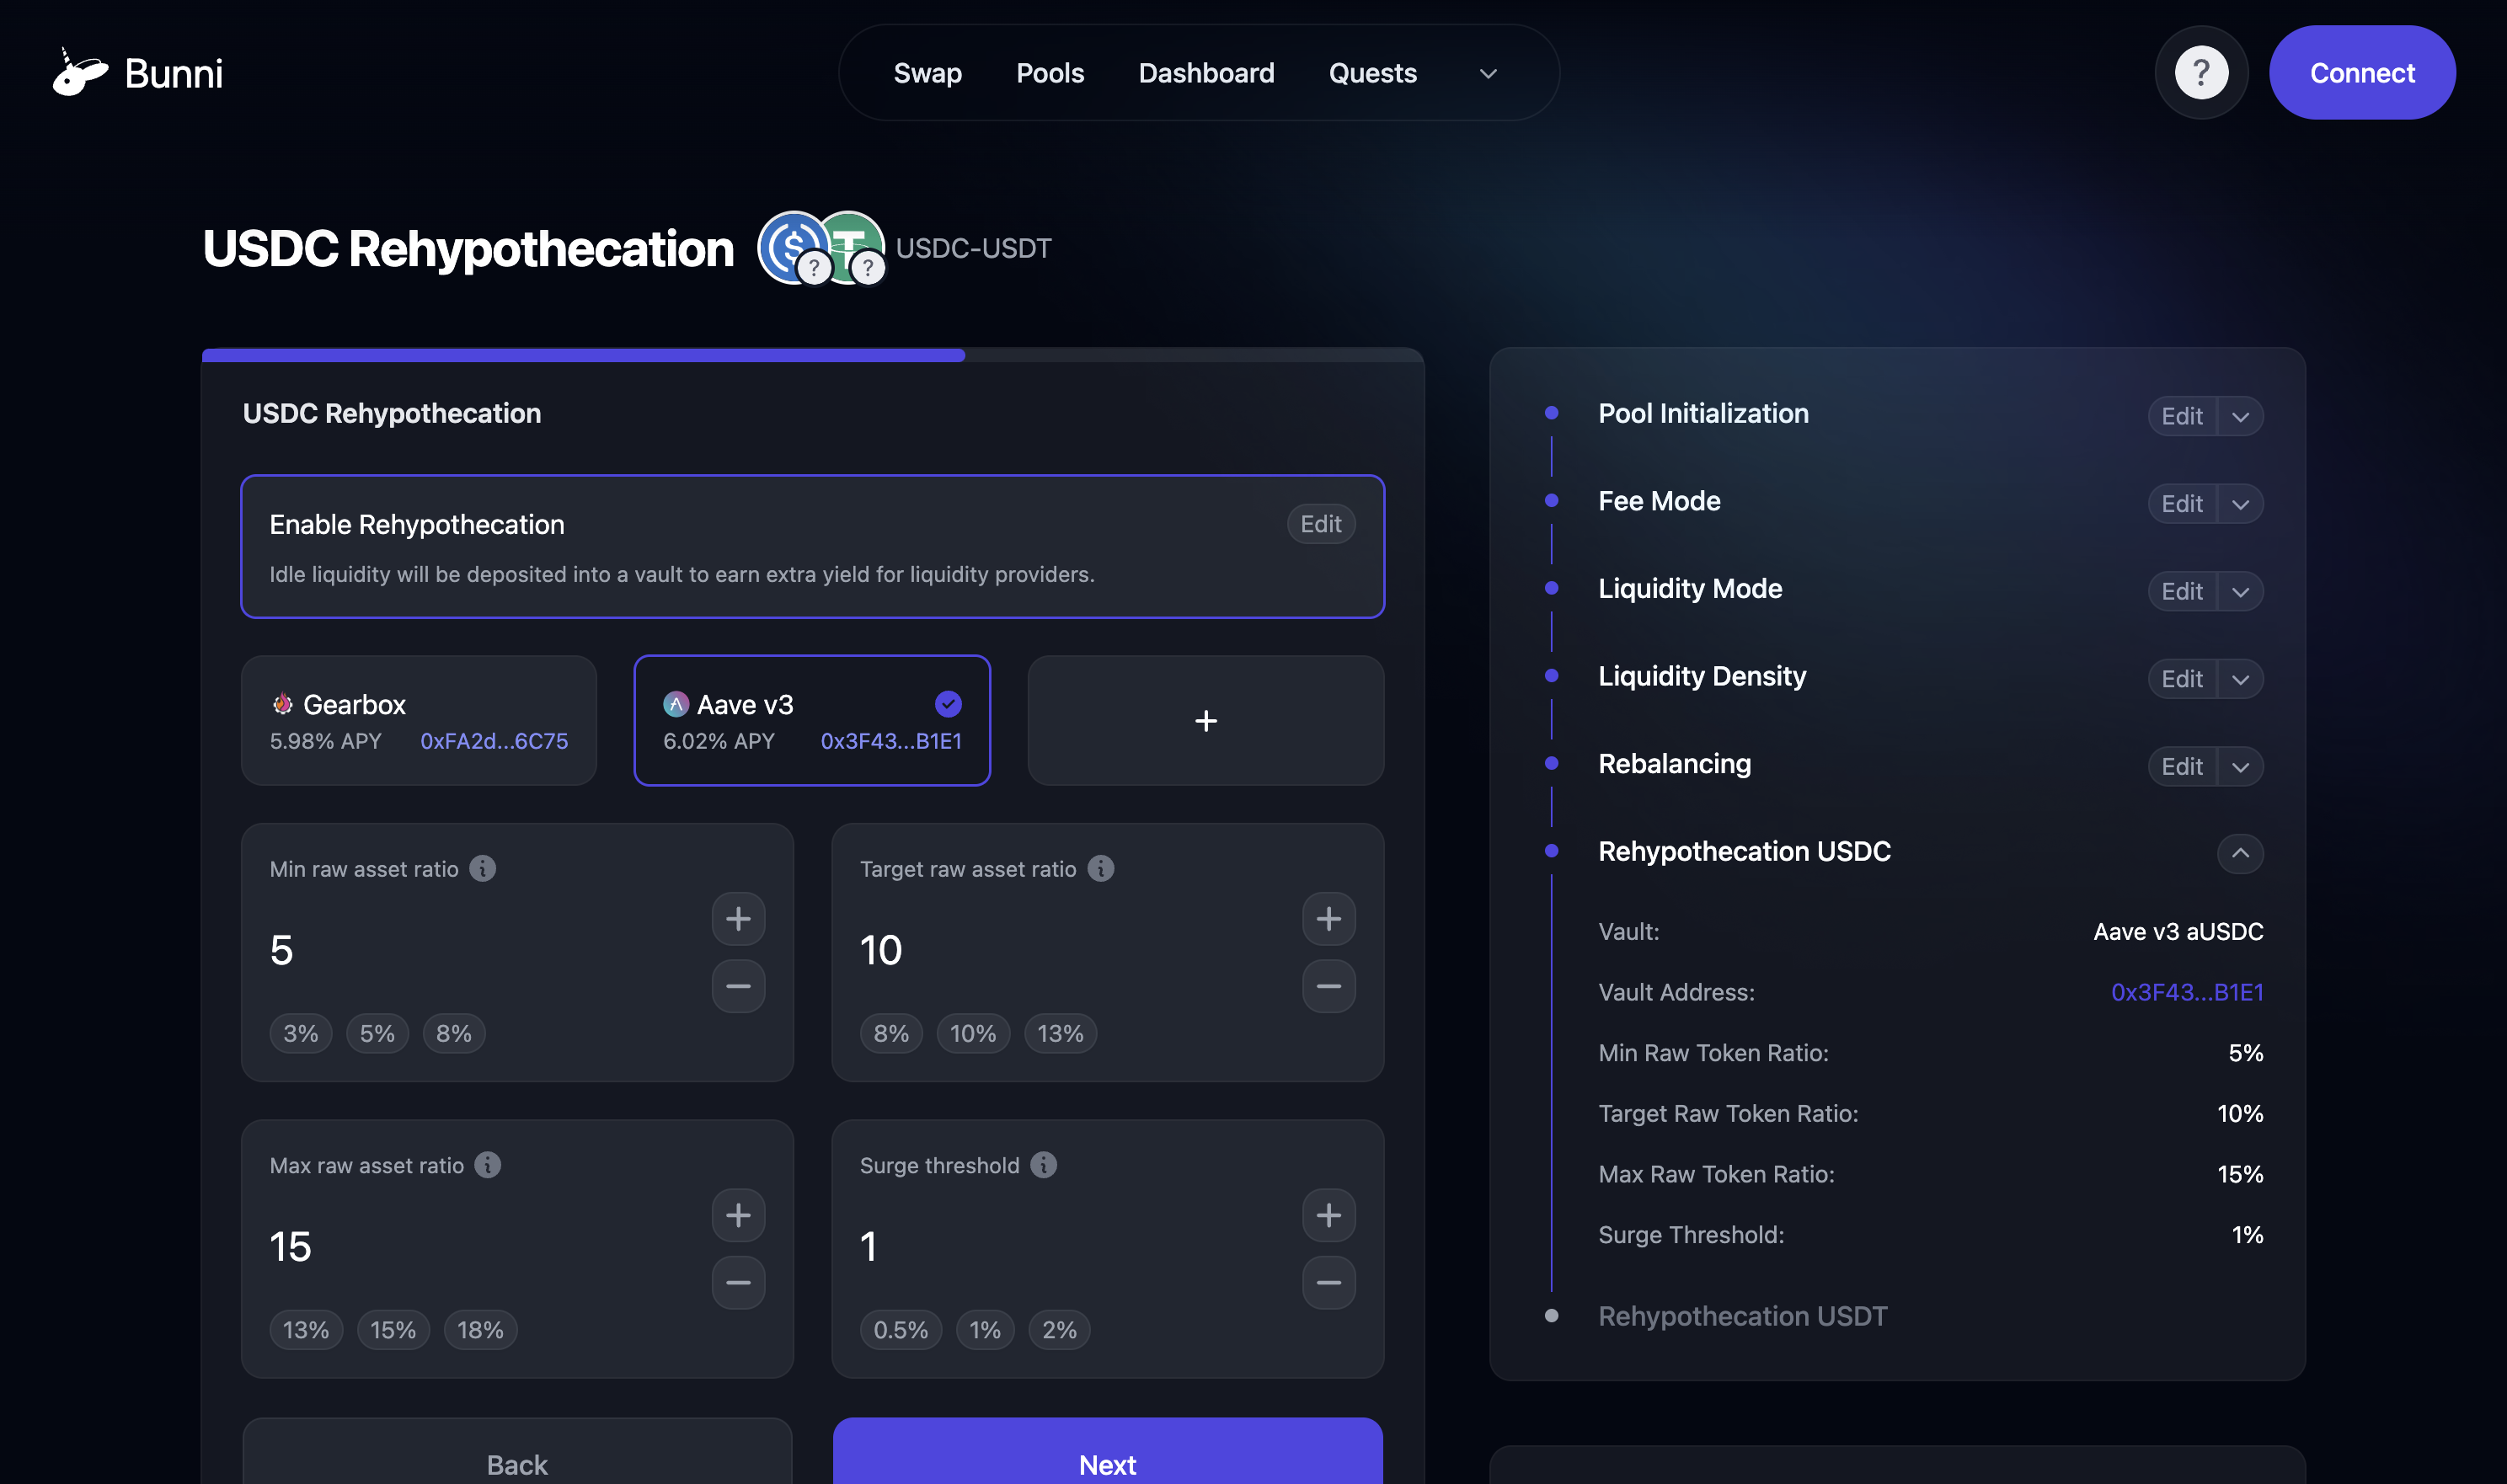 Bunni
Swap Pools Dashboard Quests
?
Connect
USDC Rehypothecation
$ ? T ?
USDC-USDT
USDC Rehypothecation
Enable Rehypothecation
Edit
Idle liquidity will be deposited into a vault to earn extra yield for liquidity providers.
Gearbox
5.98% APY 0xFA2d...6C75
Aave v3
6.02% APY 0x3F43...B1E1
+
Min raw asset ratio i
5
+
−
3% 5% 8%
Target raw asset ratio i
10
+
−
8% 10% 13%
Max raw asset ratio i
15
+
−
13% 15% 18%
Surge threshold i
1
+
−
0.5% 1% 2%
Back
Next
Pool Initialization Edit
Fee Mode Edit
Liquidity Mode Edit
Liquidity Density Edit
Rebalancing Edit
Rehypothecation USDC
Vault: Aave v3 aUSDC
Vault Address: 0x3F43...B1E1
Min Raw Token Ratio: 5%
Target Raw Token Ratio: 10%
Max Raw Token Ratio: 15%
Surge Threshold: 1%
Rehypothecation USDT